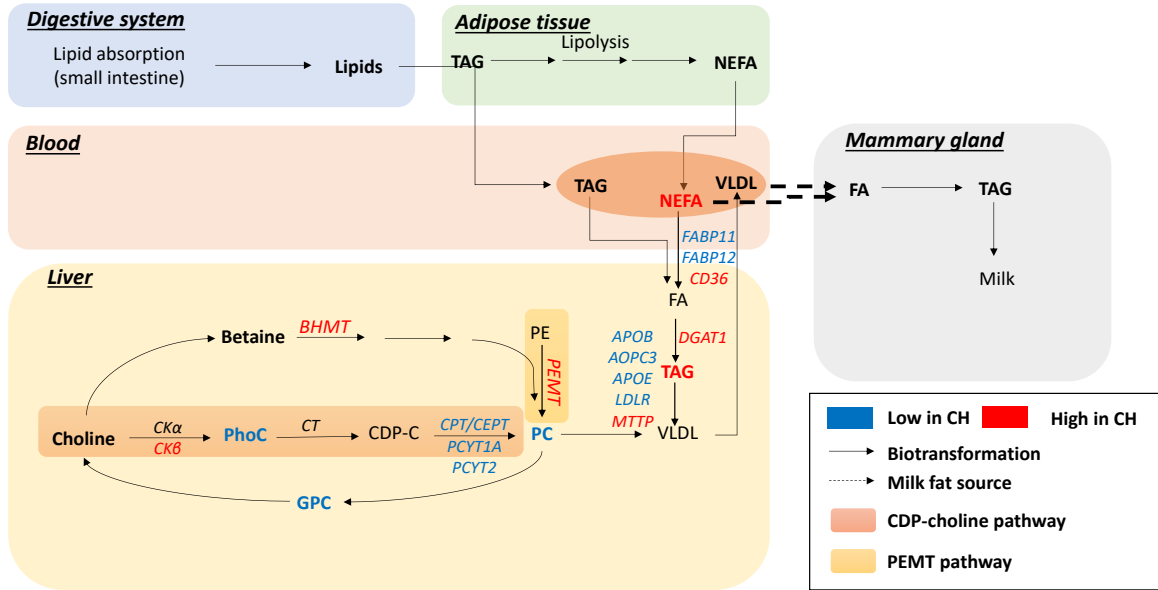 Digestive system
Lipid absorption
(small intestine)
Lipids
Adipose tissue
TAG
Lipolysis
NEFA
Blood
TAG
NEFA
VLDL
Mammary gland
FA
TAG
Milk
FABP11
FABP12
CD36
Liver
FA
Betaine
BHMT
PE
PEMT
APOB
AOPC3
APOE
LDLR
MTTP
DGAT1
TAG
VLDL
Choline
CKα
CKβ
PhoC
CT
CDP-C
CPT/CEPT
PCYT1A
PCYT2
PC
GPC
Low in CH
High in CH
Biotransformation
Milk fat source
CDP-choline pathway
PEMT pathway